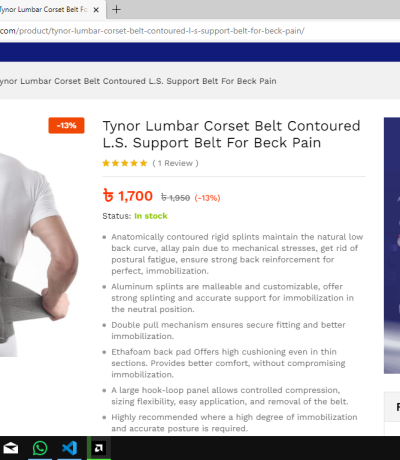 Tynor Lumbar Corset Belt Fo
.com/product/tynor-lumbar-corset-belt-contoured-l-s-support-belt-for-beck-pain/
ynor Lumbar Corset Belt Contoured L.S. Support Belt For Beck Pain
-13%
Tynor Lumbar Corset Belt Contoured
L.S. Support Belt For Beck Pain
( 1 Review )
৳ 1,700 ৳ 1,950 (-13%)
Status: In stock
Anatomically contoured rigid splints maintain the natural low
back curve, allay pain due to mechanical stresses, get rid of
postural fatigue, ensure strong back reinforcement for
perfect, immobilization.
Aluminum splints are malleable and customizable, offer
strong splinting and accurate support for immobilization in
the neutral position.
Double pull mechanism ensures secure fitting and better
immobilization.
Ethafoam back pad Offers high cushioning even in thin
sections. Provides better comfort, without compromising
immobilization.
A large hook-loop panel allows controlled compression,
sizing flexibility, easy application, and removal of the belt.
Highly recommended where a high degree of immobilization
and accurate posture is required.